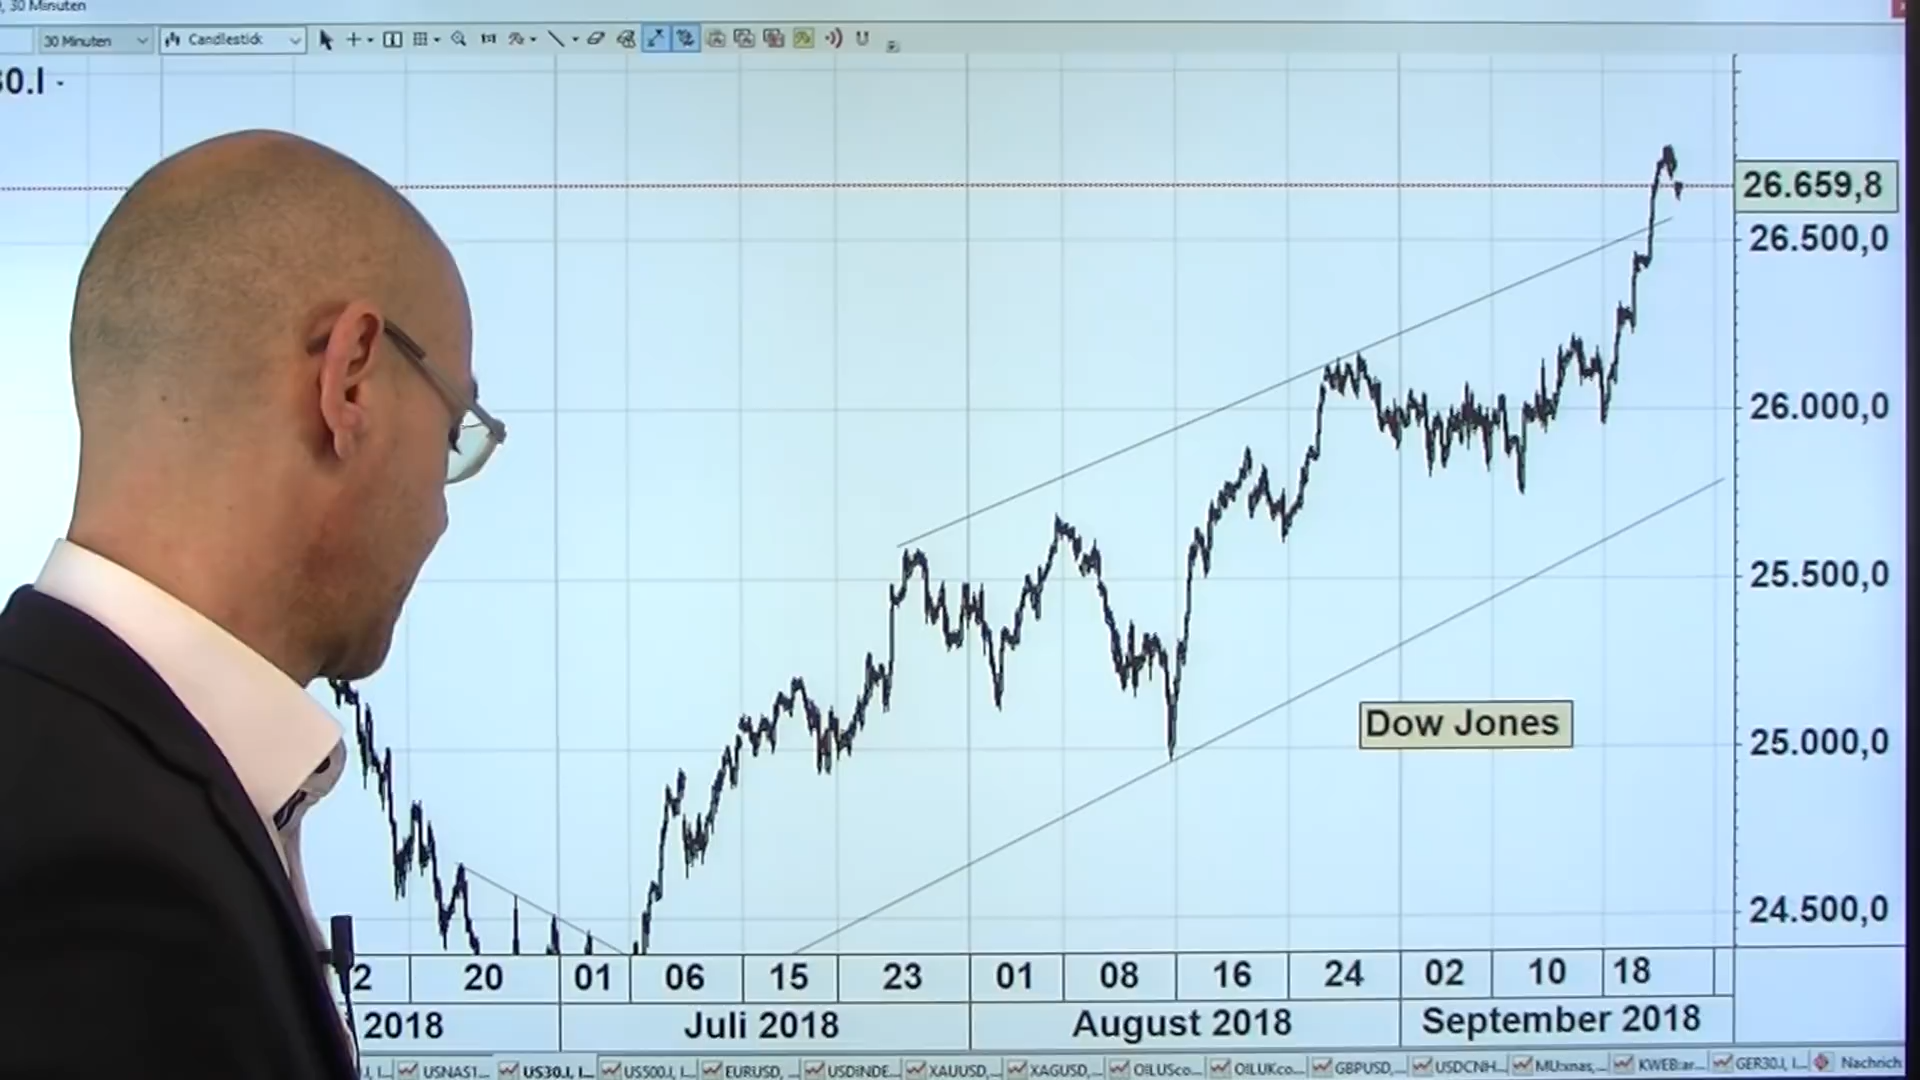 , 30 Minuten
30 Minuten Candlestick
30.I
26.659,8
26.500,0
26.000,0
25.500,0
25.000,0
24.500,0
Dow Jones
2 20 01 06 15 23 01 08 16 24 02 10 18
2018 Juli 2018 August 2018 September 2018
USNAS1... US30.I, I... US500.I, I... EURUSD, ... USDINDE... XAUUSD,... XAGUSD,... OILUSco... OILUKco... GBPUSD,... USDCNH... MU:xnas,... KWEB:ar... GER30.I, I... Nachrich